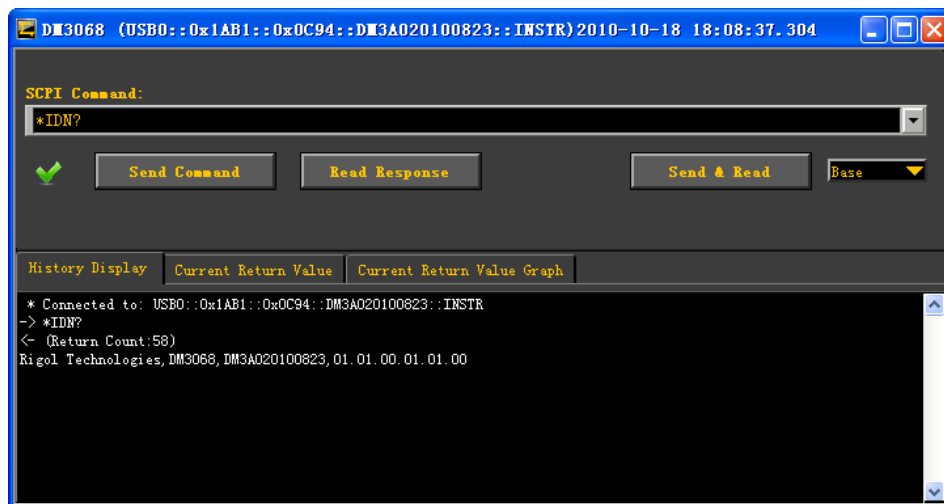 DM3068 (USB0::0x1AB1::0x0C94::DM3A020100823::INSTR)2010-10-18 18:08:37.304
SCPI Command:
*IDN?
Send Command Read Response Send & Read Base
History Display Current Return Value Current Return Value Graph
* Connected to: USB0::0x1AB1::0x0C94::DM3A020100823::INSTR
-> *IDN?
<- (Return Count:58)
Rigol Technologies,DM3068,DM3A020100823,01.01.00.01.01.00